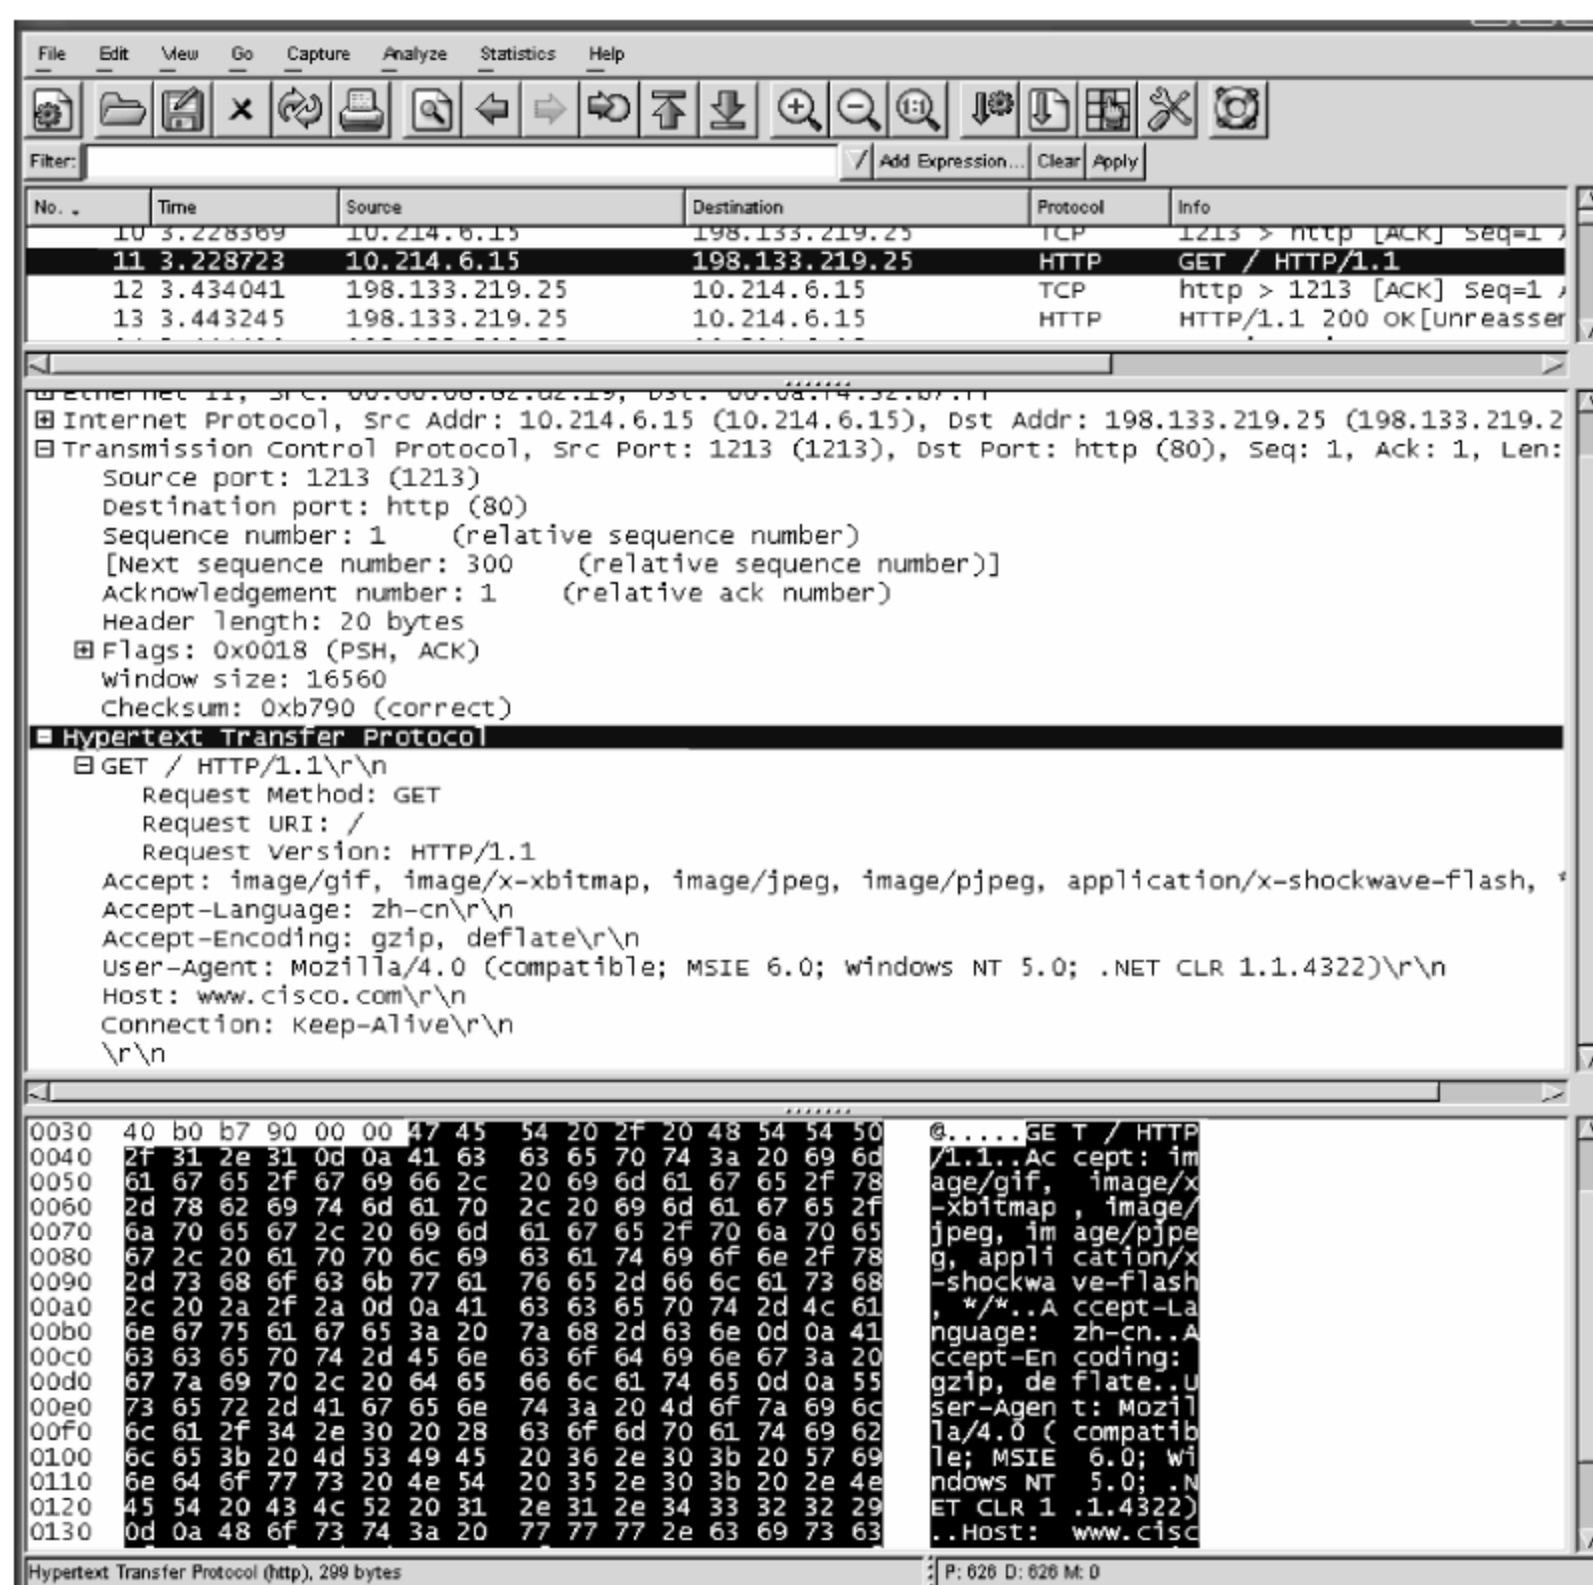 File Edit View Go Capture Analyze Statistics Help
Filter: Add Expression... Clear Apply
No. Time Source Destination Protocol Info
10 3.228369 10.214.6.15 198.133.219.25 TCP 1213 > http [ACK] Seq=1
11 3.228723 10.214.6.15 198.133.219.25 HTTP GET / HTTP/1.1
12 3.434041 198.133.219.25 10.214.6.15 TCP http > 1213 [ACK] Seq=1
13 3.443245 198.133.219.25 10.214.6.15 HTTP HTTP/1.1 200 OK[Unreasser
Ethernet II, Src:
Internet Protocol, Src Addr: 10.214.6.15 (10.214.6.15), Dst Addr: 198.133.219.25 (198.133.219.2
Transmission Control Protocol, Src Port: 1213 (1213), Dst Port: http (80), Seq: 1, Ack: 1, Len:
Source port: 1213 (1213)
Destination port: http (80)
Sequence number: 1 (relative sequence number)
[Next sequence number: 300 (relative sequence number)]
Acknowledgement number: 1 (relative ack number)
Header length: 20 bytes
Flags: 0x0018 (PSH, ACK)
Window size: 16560
Checksum: 0xb790 (correct)
Hypertext Transfer Protocol
GET / HTTP/1.1\r\n
Request Method: GET
Request URI: /
Request Version: HTTP/1.1
Accept: image/gif, image/x-xbitmap, image/jpeg, image/pjpeg, application/x-shockwave-flash, *
Accept-Language: zh-cn\r\n
Accept-Encoding: gzip, deflate\r\n
User-Agent: Mozilla/4.0 (compatible; MSIE 6.0; Windows NT 5.0; .NET CLR 1.1.4322)\r\n
Host: www.cisco.com\r\n
Connection: Keep-Alive\r\n
\r\n
0030 40 b0 b7 90 00 00 47 45 54 20 2f 20 48 54 54 50 @.....GE T / HTTP
0040 2f 31 2e 31 0d 0a 41 63 63 65 70 74 3a 20 69 6d /1.1..Ac cept: im
0050 61 67 65 2f 67 69 66 2c 20 69 6d 61 67 65 2f 78 age/gif, image/x
0060 2d 78 62 69 74 6d 61 70 2c 20 69 6d 61 67 65 2f -xbitmap , image/
0070 6a 70 65 67 2c 20 69 6d 61 67 65 2f 70 6a 70 65 jpeg, im age/pjpe
0080 67 2c 20 61 70 70 6c 69 63 61 74 69 6f 6e 2f 78 g, appli cation/x
0090 2d 73 68 6f 63 6b 77 61 76 65 2d 66 6c 61 73 68 -shockwa ve-flash
00a0 2c 20 2a 2f 2a 0d 0a 41 63 63 65 70 74 2d 4c 61 , */*..A ccept-La
00b0 6e 67 75 61 67 65 3a 20 7a 68 2d 63 6e 0d 0a 41 nguage: zh-cn..A
00c0 63 63 65 70 74 2d 45 6e 63 6f 64 69 6e 67 3a 20 ccept-En coding:
00d0 67 7a 69 70 2c 20 64 65 66 6c 61 74 65 0d 0a 55 gzip, de flate..U
00e0 73 65 72 2d 41 67 65 6e 74 3a 20 4d 6f 7a 69 6c ser-Agen t: Mozil
00f0 6c 61 2f 34 2e 30 20 28 63 6f 6d 70 61 74 69 62 la/4.0 ( compatib
0100 6c 65 3b 20 4d 53 49 45 20 36 2e 30 3b 20 57 69 le; MSIE 6.0; Wi
0110 6e 64 6f 77 73 20 4e 54 20 35 2e 30 3b 20 2e 4e ndows NT 5.0; .N
0120 45 54 20 43 4c 52 20 31 2e 31 2e 34 33 32 32 29 ET CLR 1 .1.4322)
0130 0d 0a 48 6f 73 74 3a 20 77 77 77 2e 63 69 73 63 ..Host: www.cisc
Hypertext Transfer Protocol (http), 299 bytes P: 626 D: 626 M: 0